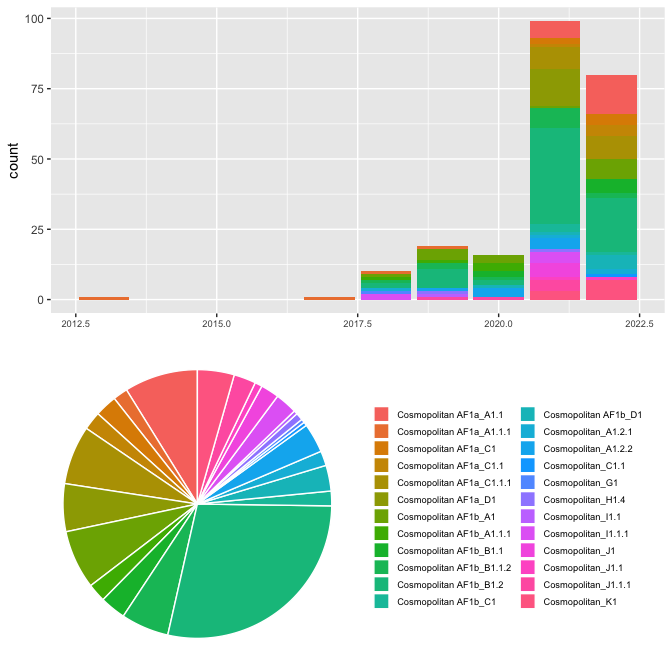 100
75
50
25
0
count
2012.5 2015.0 2017.5 2020.0 2022.5
Cosmopolitan AF1a_A1.1
Cosmopolitan AF1a_A1.1.1
Cosmopolitan AF1a_C1
Cosmopolitan AF1a_C1.1
Cosmopolitan AF1a_C1.1.1
Cosmopolitan AF1a_D1
Cosmopolitan AF1b_A1
Cosmopolitan AF1b_A1.1.1
Cosmopolitan AF1b_B1.1
Cosmopolitan AF1b_B1.1.2
Cosmopolitan AF1b_B1.2
Cosmopolitan AF1b_C1
Cosmopolitan AF1b_D1
Cosmopolitan_A1.2.1
Cosmopolitan_A1.2.2
Cosmopolitan_C1.1
Cosmopolitan_G1
Cosmopolitan_H1.4
Cosmopolitan_I1.1
Cosmopolitan_I1.1.1
Cosmopolitan_J1
Cosmopolitan_J1.1
Cosmopolitan_J1.1.1
Cosmopolitan_K1